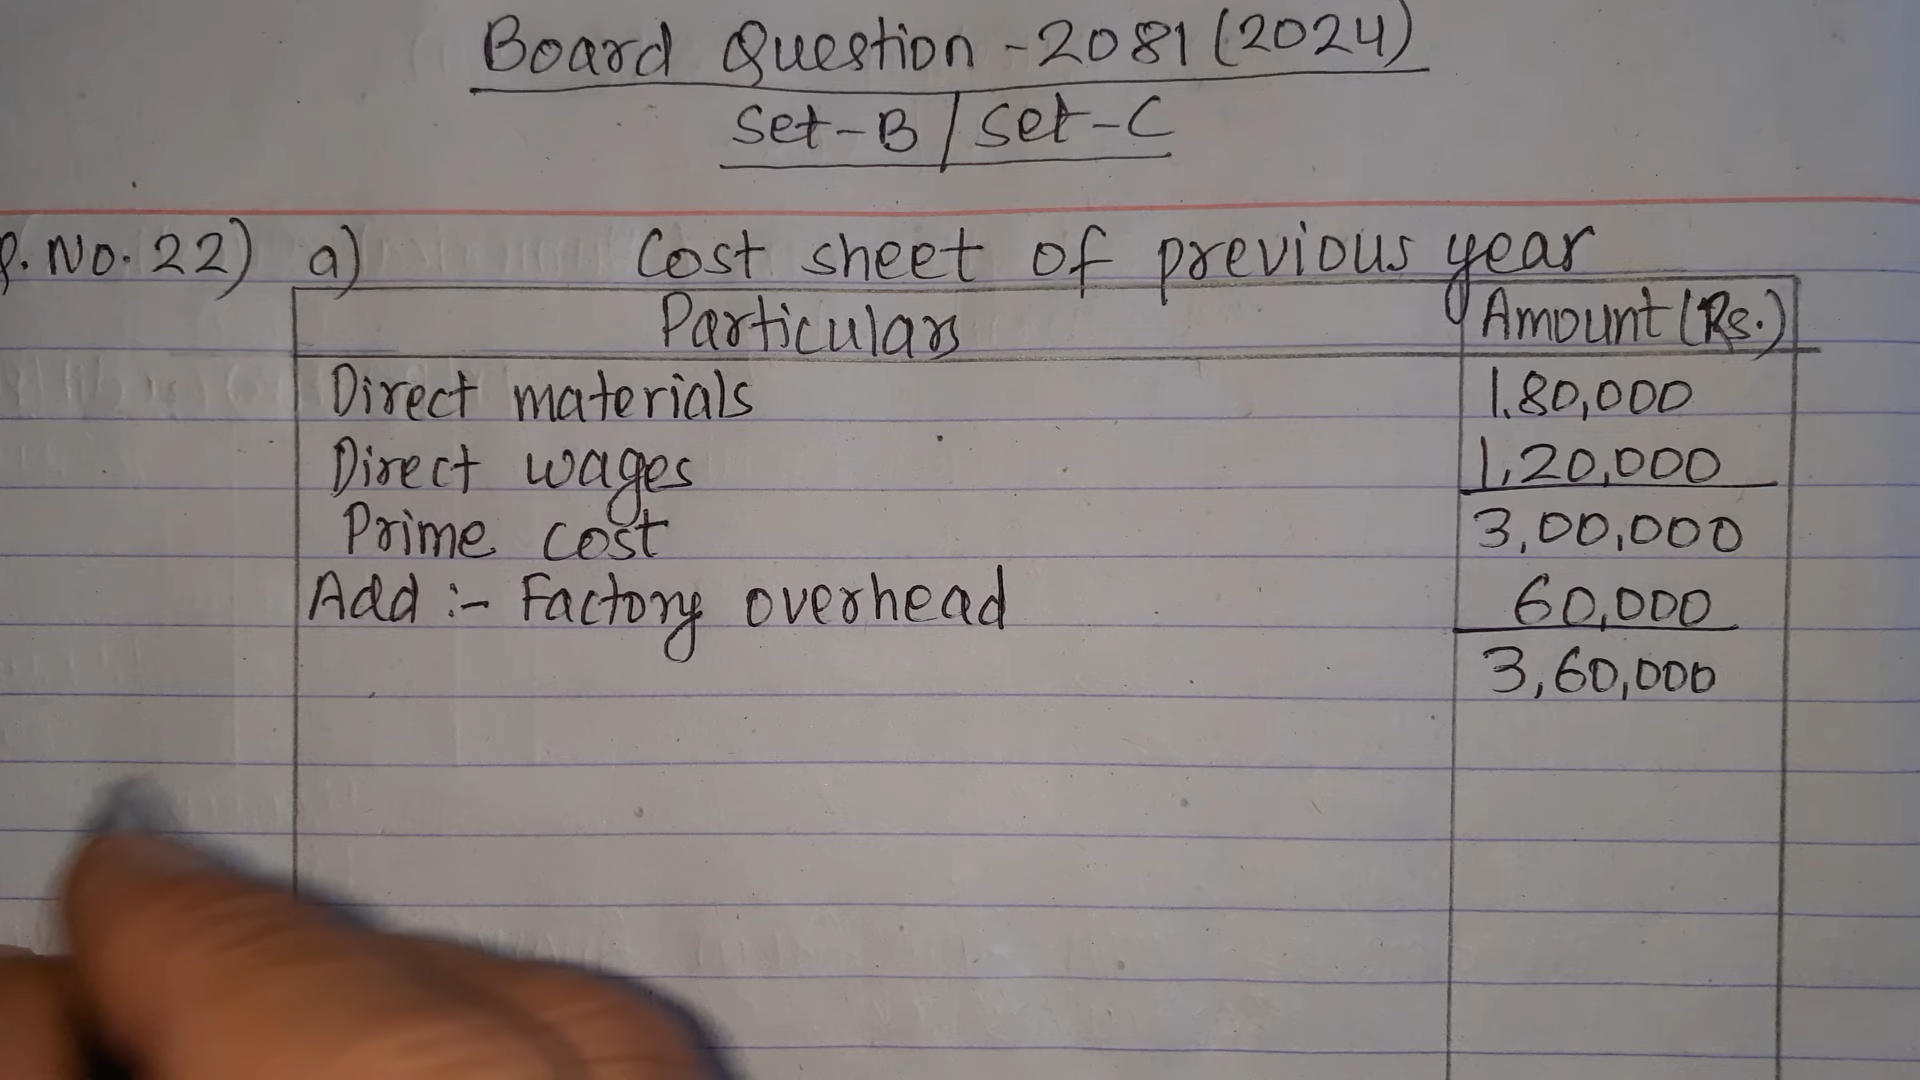 Board Question - 2081 (2024)
Set-B / Set-C
Q. No. 22) a) Cost sheet of previous year
Particulars Amount (Rs.)
Direct materials 1,80,000
Direct wages 1,20,000
Prime cost 3,00,000
Add :- Factory overhead 60,000
3,60,000